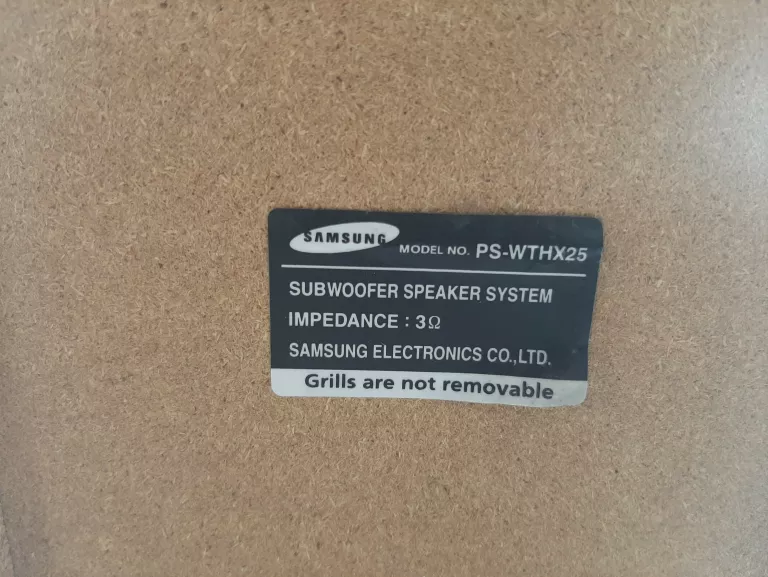 SAMSUNG MODEL NO. PS-WTHX25
SUBWOOFER SPEAKER SYSTEM
IMPEDANCE : 3Ω
SAMSUNG ELECTRONICS CO.,LTD.
Grills are not removable